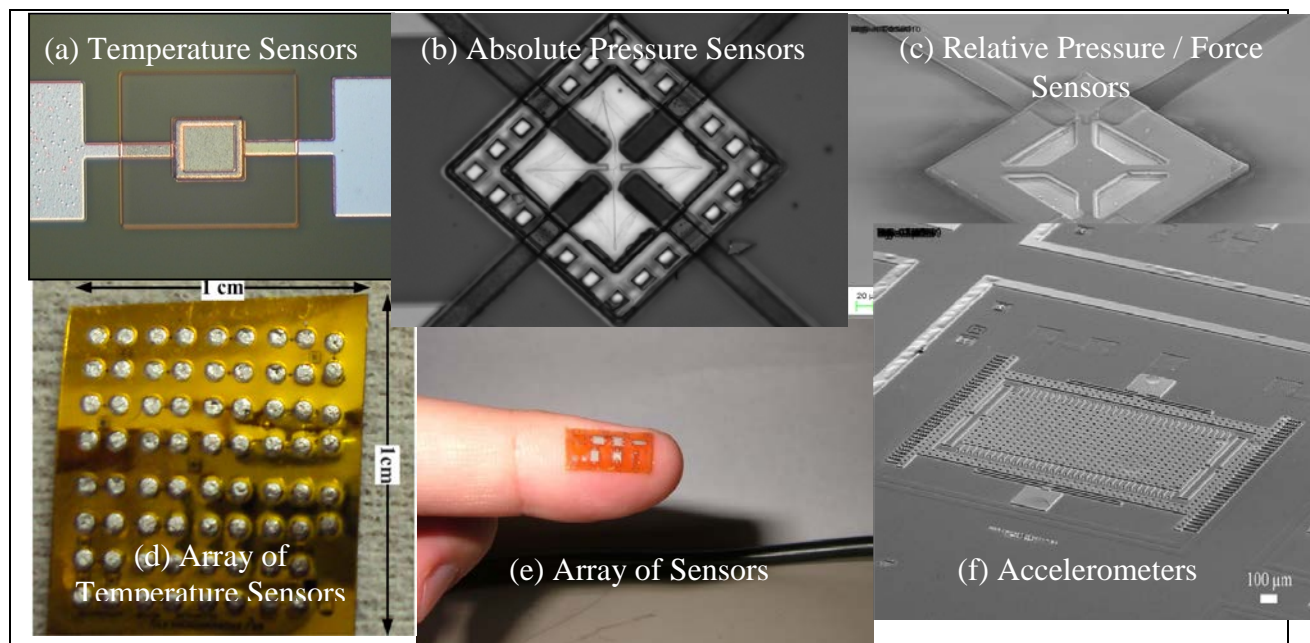 (a) Temperature Sensors
(b) Absolute Pressure Sensors
(c) Relative Pressure / Force
Sensors
1 cm
1cm
20
(d) Array of
Temperature Sensors
(e) Array of Sensors
(f) Accelerometers
100 μm